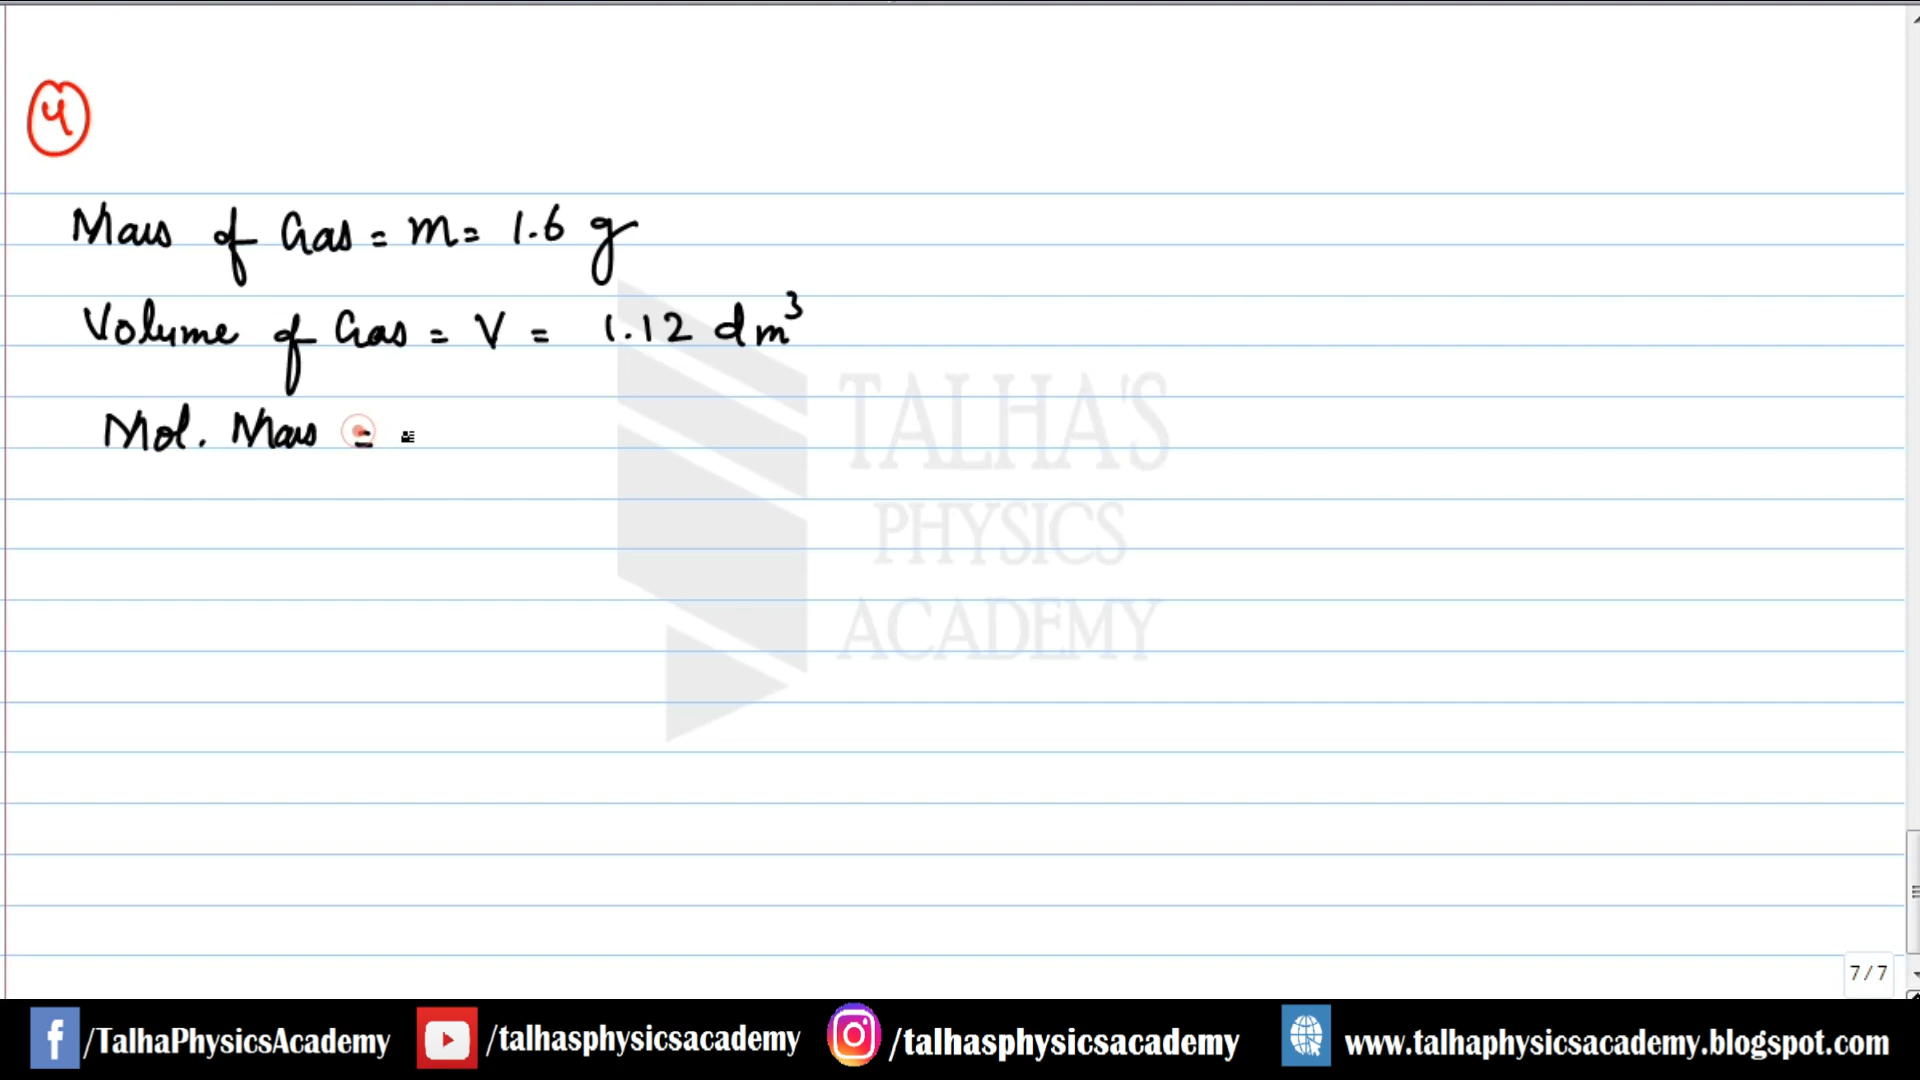 4
Mass of Gas = m = 1.6 g
Volume of Gas = V = 1.12 dm³
Mol. Mass =
TALHA'S
PHYSICS
ACADEMY
7 / 7
/TalhaPhysicsAcademy /talhasphysicsacademy /talhasphysicsacademy www.talhaphysicsacademy.blogspot.com